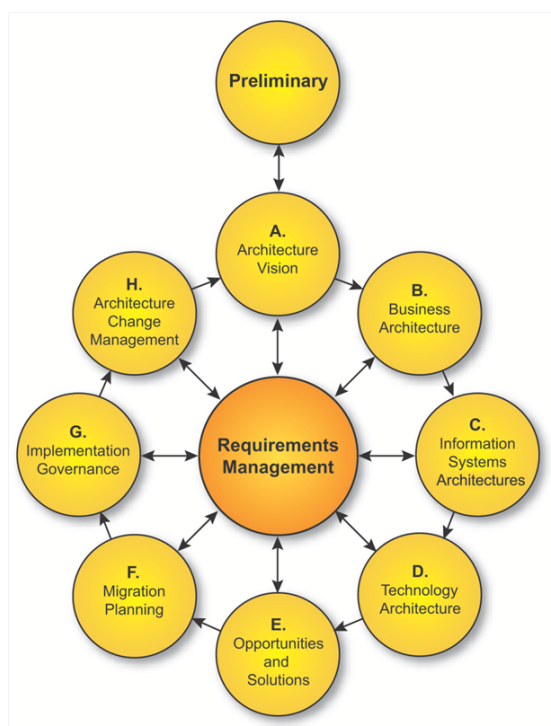 Preliminary
A.
Architecture
Vision
B.
Business
Architecture
C.
Information
Systems
Architectures
D.
Technology
Architecture
E.
Opportunities
and
Solutions
F.
Migration
Planning
G.
Implementation
Governance
H.
Architecture
Change
Management
Requirements
Management